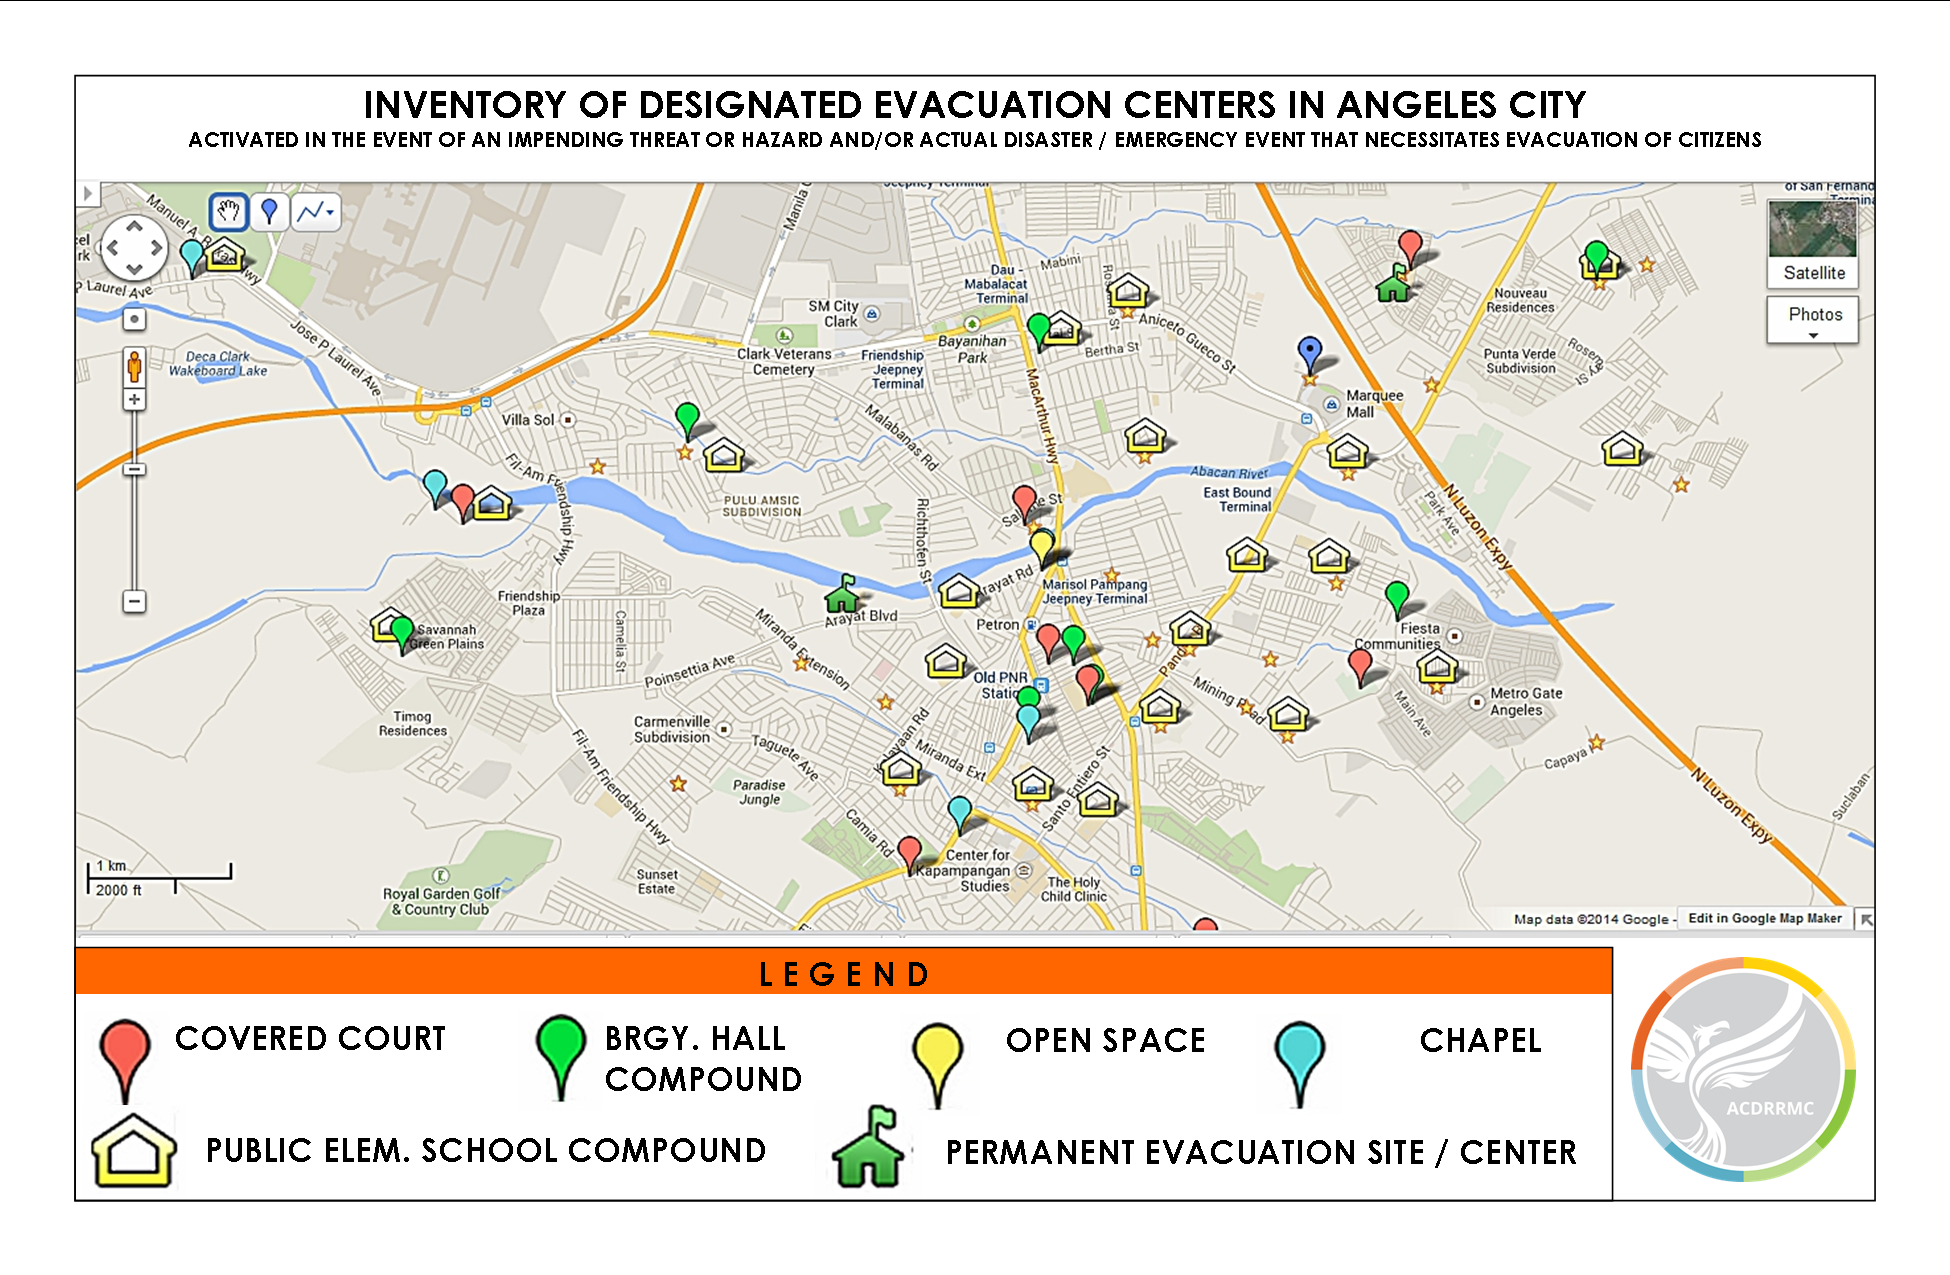 INVENTORY OF DESIGNATED EVACUATION CENTERS IN ANGELES CITY
ACTIVATED IN THE EVENT OF AN IMPENDING THREAT OR HAZARD AND/OR ACTUAL DISASTER / EMERGENCY EVENT THAT NECESSITATES EVACUATION OF CITIZENS
Jeepney Terminal
of San Fernand
Manuel A.
Manila
Satellite
Photos
Laurel Ave
Jose P Laurel Ave
Deca Clark
Wakeboard Lake
SM City
Clark
Dau -
Mabalacat
Terminal
Mabini
Aniceto Gueco St
Bertha St
Nouveau
Residences
Clark Veterans
Cemetery
Friendship
Jeepney
Terminal
Bayanihan
Park
MacArthur Hwy
Punta Verde
Subdivision
Marquee
Mall
Villa Sol
Malabanas Rd
Fil-Am Friendship Hwy
Abacan River
East Bound
Terminal
Park Ave
N Luzon Expy
PULU AMSIC
SUBDIVISION
Richthofen St
Arayat Rd
Marisol Pampang
Jeepney Terminal
Friendship
Plaza
Arayat Blvd
Petron
Camelia St
Miranda Extension
Savannah
Green Plains
Fiesta
Communities
Poinsettia Ave
Old PNR
Mining Road
Metro Gate
Angeles
Main Ave
Timog
Residences
Carmenville
Subdivision
Taguete Ave
Miranda Ext
Santo Entiero St
Capaya
Fil-Am Friendship Hwy
Paradise
Jungle
Camia Rd
N Luzon Expy
Suclaban
1 km
2000 ft
Royal Garden Golf
& Country Club
Sunset
Estate
Center for
Kapampangan
Studies
The Holy
Child Clinic
Map data ©2014 Google -
Edit in Google Map Maker
LEGEND
COVERED COURT
BRGY. HALL
COMPOUND
OPEN SPACE
CHAPEL
PUBLIC ELEM. SCHOOL COMPOUND
PERMANENT EVACUATION SITE / CENTER
ACDRRMC